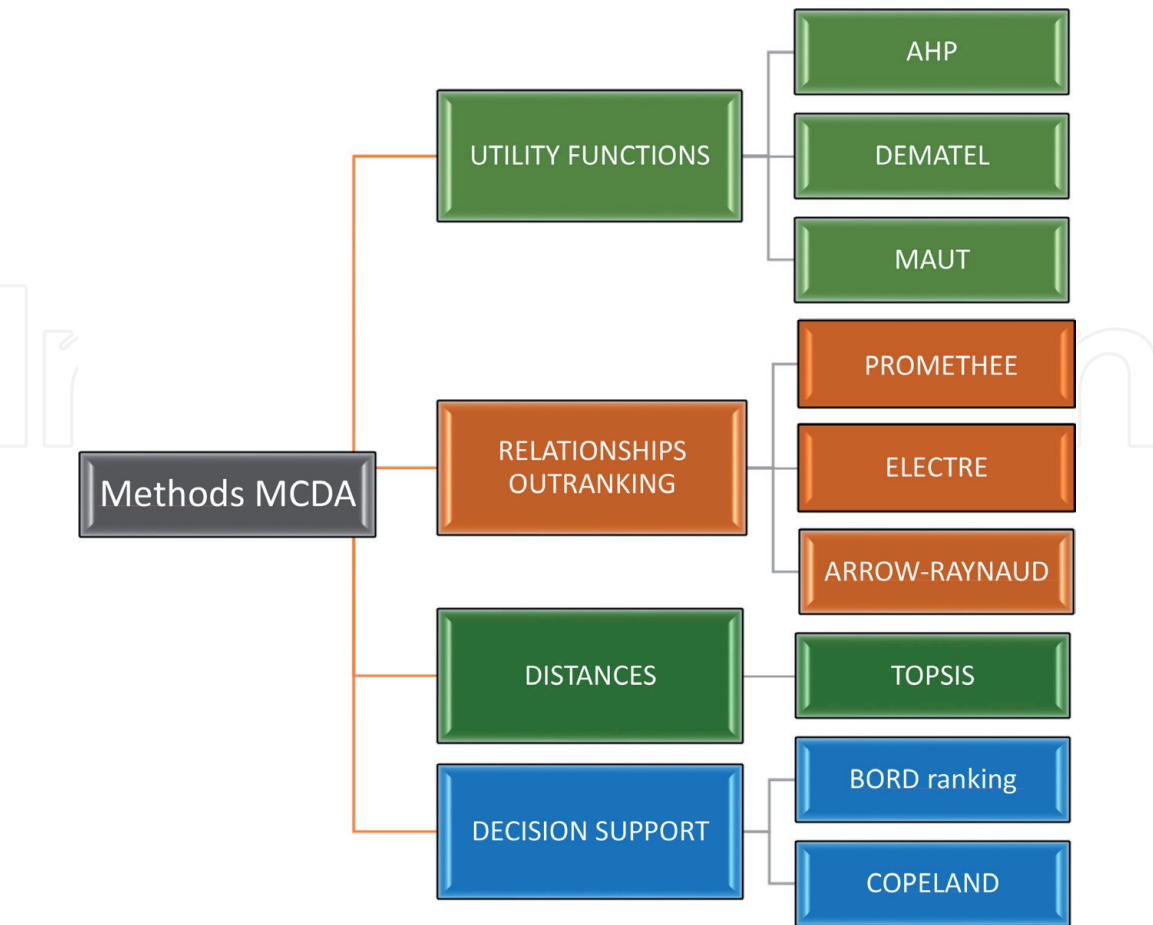 Methods MCDA
UTILITY FUNCTIONS
AHP
DEMATEL
MAUT
RELATIONSHIPS
OUTRANKING
PROMETHEE
ELECTRE
ARROW-RAYNAUD
DISTANCES
TOPSIS
DECISION SUPPORT
BORD ranking
COPELAND